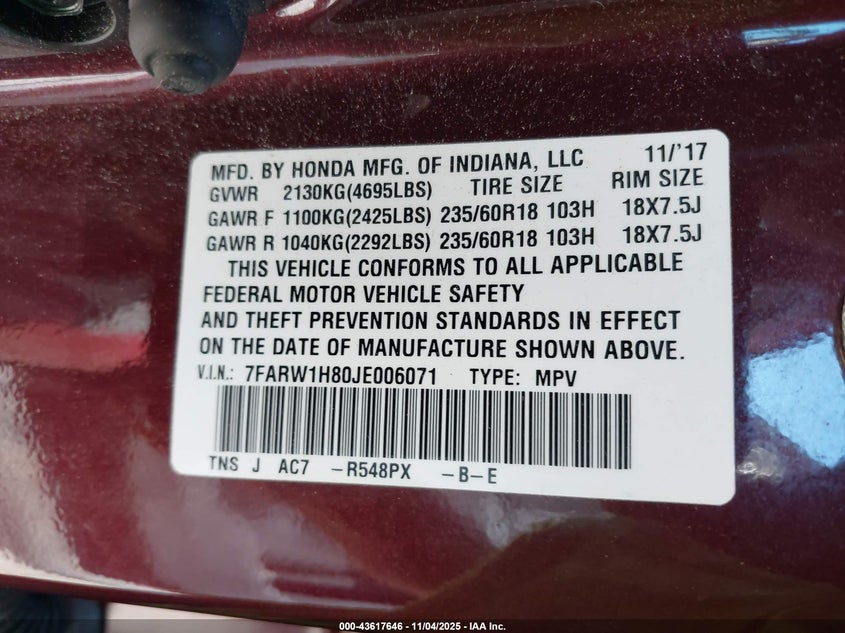 MFD. BY HONDA MFG. OF INDIANA, LLC 11/'17
GVWR 2130KG(4695LBS) TIRE SIZE RIM SIZE
GAWR F 1100KG(2425LBS) 235/60R18 103H 18X7.5J
GAWR R 1040KG(2292LBS) 235/60R18 103H 18X7.5J
THIS VEHICLE CONFORMS TO ALL APPLICABLE
FEDERAL MOTOR VEHICLE SAFETY
AND THEFT PREVENTION STANDARDS IN EFFECT
ON THE DATE OF MANUFACTURE SHOWN ABOVE.
V.I.N.: 7FARW1H80JE006071 TYPE: MPV
TNS J AC7 -R548PX -B-E
000-43617646 - 11/04/2025 - IAA Inc.